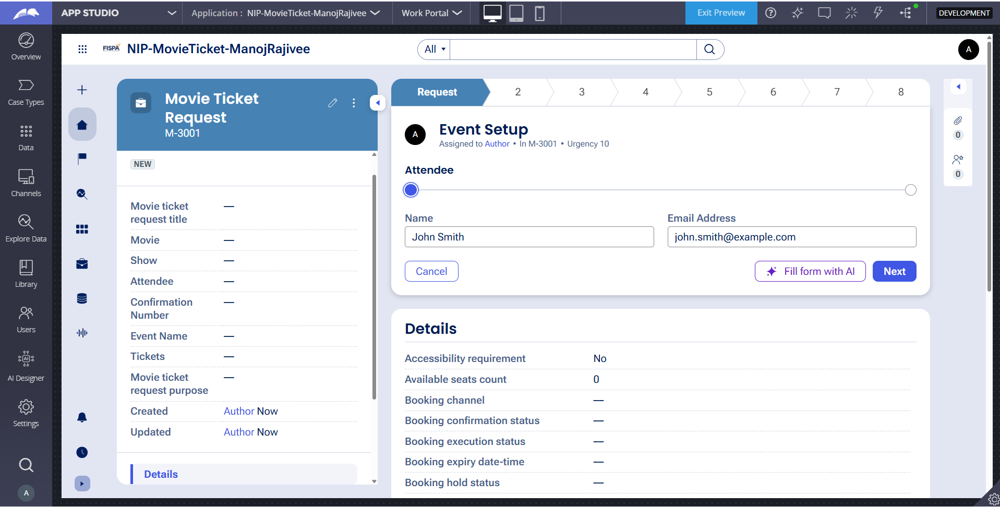 APP STUDIO
Application : NIP-MovieTicket-ManojRajivee
Work Portal
Exit Preview
DEVELOPMENT
Overview
Case Types
Data
Channels
Explore Data
Library
Users
AI
AI Designer
Settings
A
FISPA
NIP-MovieTicket-ManojRajivee
All
A
Movie Ticket
Request
M-3001
NEW
Movie ticket
request title
––
Movie
––
Show
––
Attendee
––
Confirmation
Number
––
Event Name
––
Tickets
––
Movie ticket
request purpose
––
Created Author Now
Updated Author Now
Details
Request 2 3 4 5 6 7 8
A
Event Setup
Assigned to Author • In M-3001 • Urgency 10
Attendee
Name
John Smith
Email Address
john.smith@example.com
Cancel
Fill form with AI
Next
Details
Accessibility requirement No
Available seats count 0
Booking channel ––
Booking confirmation status ––
Booking execution status ––
Booking expiry date-time ––
Booking hold status ––
0
0